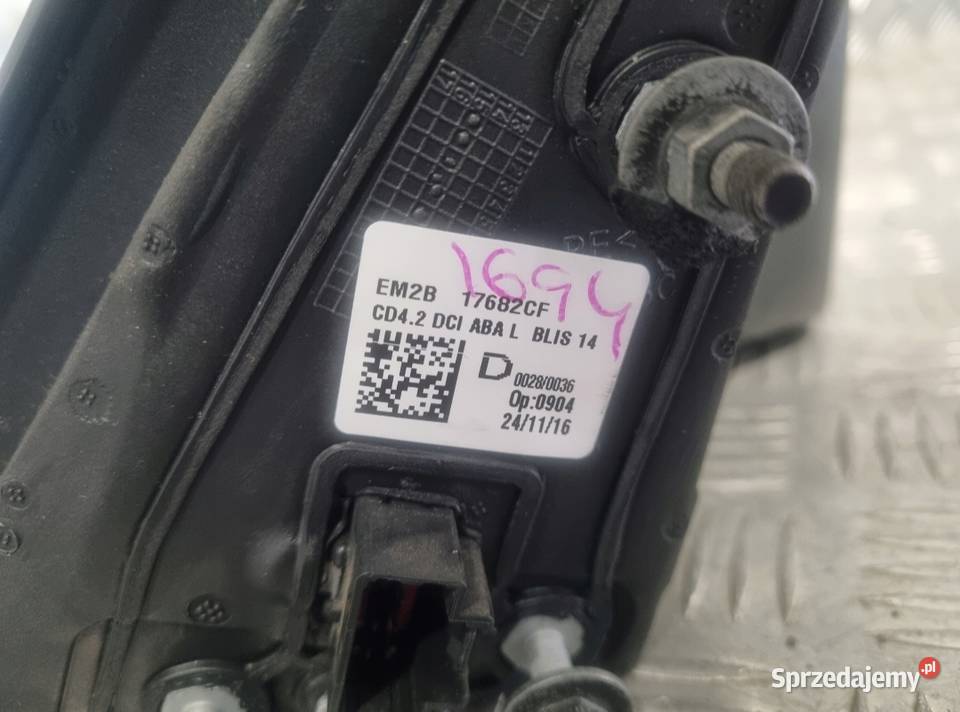 1694
EM2B 17682CF
CD4.2 DCI ABA L BLIS 14
D 0028/0036
Op:0904
24/11/16
Sprzedajemy.pl